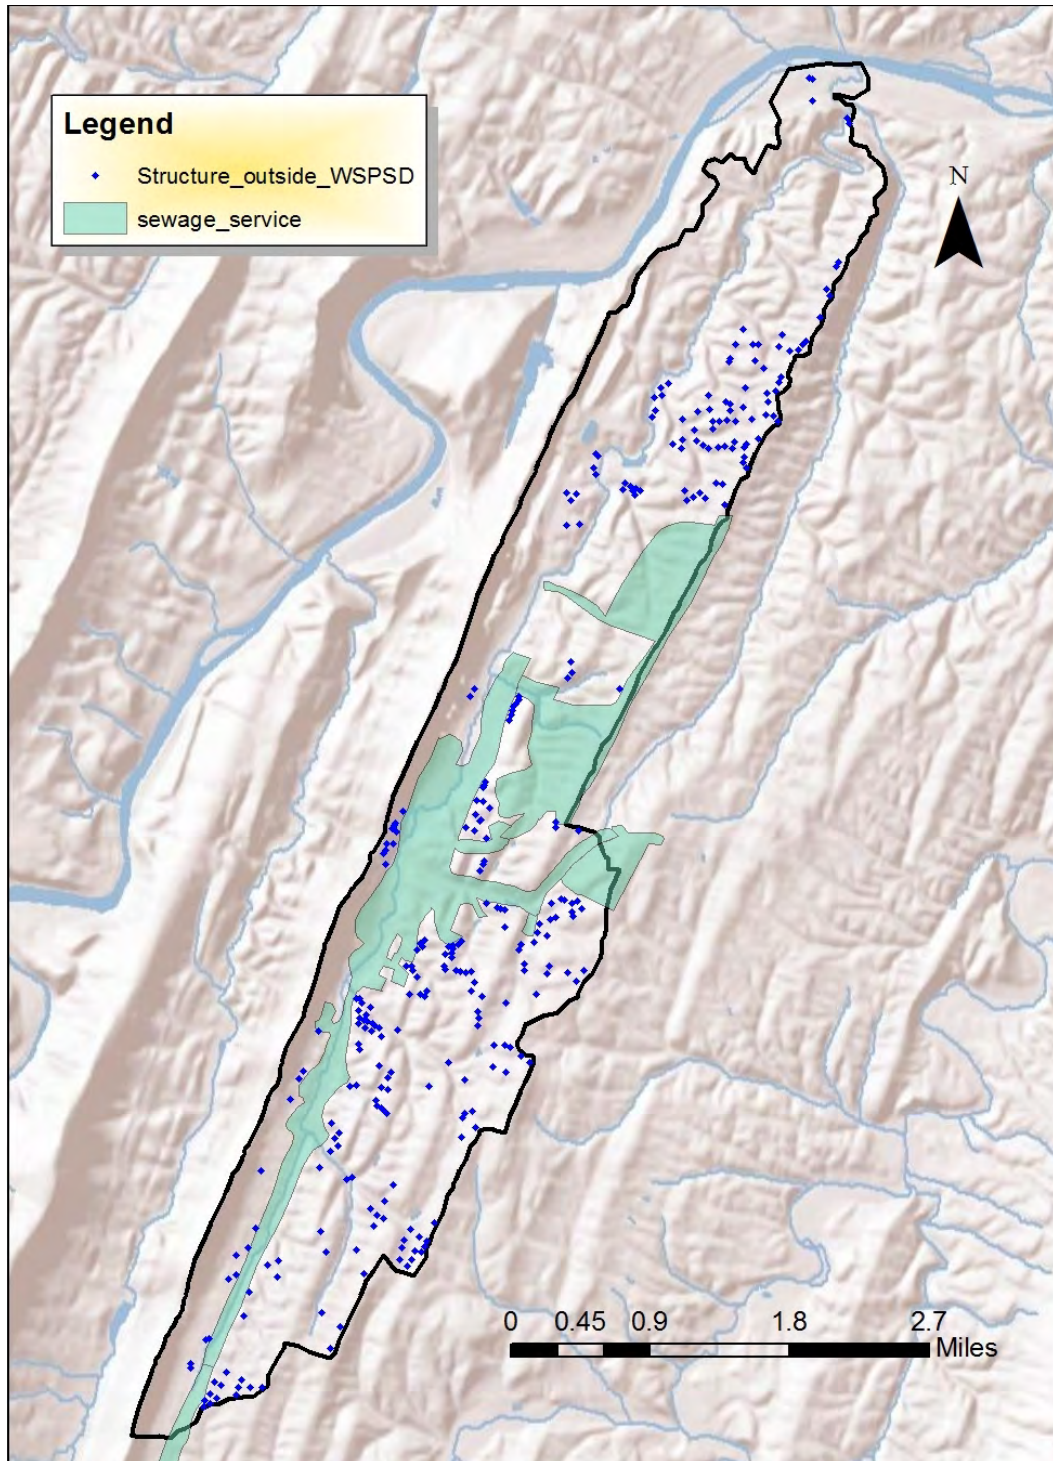 Legend
Structure_outside_WSPSD
sewage_service
N
0 0.45 0.9 1.8 2.7
Miles